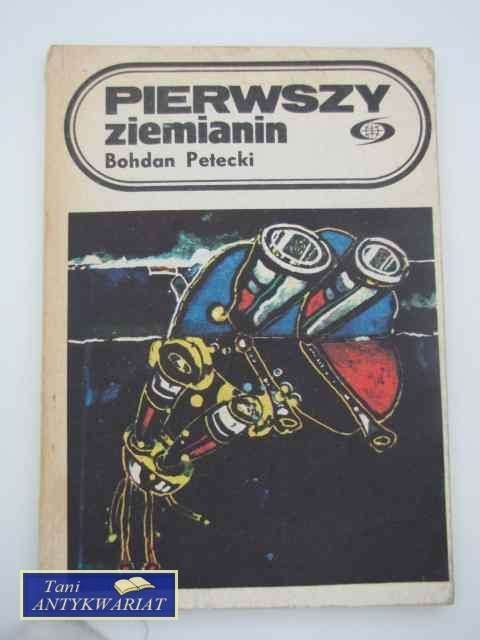 PIERWSZY
ziemianin
Bohdan Petecki
Tani
ANTYKWARIAT